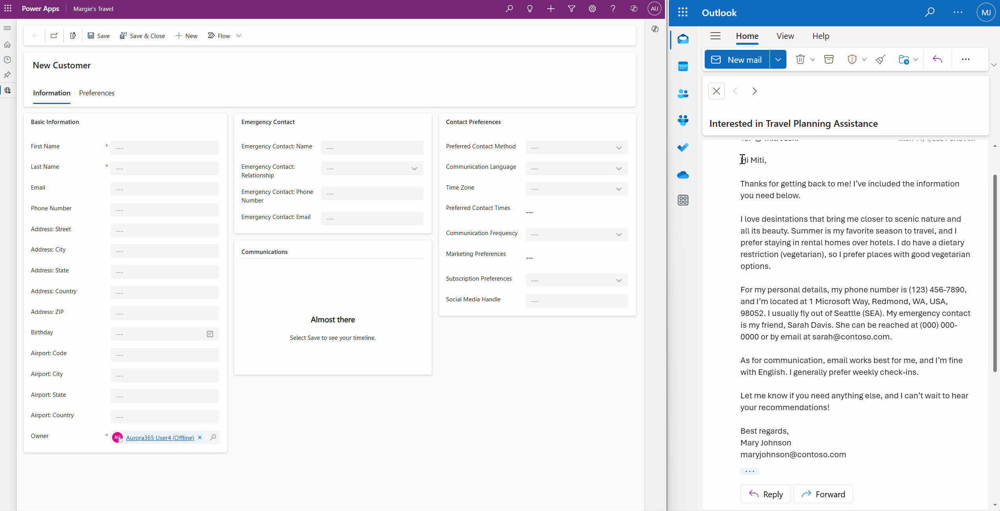 Power Apps
Margie's Travel
AU
Save
Save & Close
New
Flow
New Customer
Information
Preferences
Basic Information
First Name
*
---
Last Name
*
---
Email
---
Phone Number
---
Address: Street
---
Address: City
---
Address: State
---
Address: Country
---
Address: ZIP
---
Birthday
---
Airport: Code
---
Airport: City
---
Airport: State
---
Airport: Country
---
Owner
*
AU
Aurora365 User4 (Offline)
Emergency Contact
Emergency Contact: Name
---
Emergency Contact:
Relationship
---
Emergency Contact: Phone
Number
---
Emergency Contact: Email
---
Communications
Almost there
Select Save to see your timeline.
Contact Preferences
Preferred Contact Method
---
Communication Language
---
Time Zone
---
Preferred Contact Times
---
Communication Frequency
---
Marketing Preferences
---
Subscription Preferences
---
Social Media Handle
---
Outlook
MJ
Home
View
Help
New mail
Interested in Travel Planning Assistance
Hi Miti,
Thanks for getting back to me! I've included the information
you need below.
I love desintations that bring me closer to scenic nature and
all its beauty. Summer is my favorite season to travel, and I
prefer staying in rental homes over hotels. I do have a dietary
restriction (vegetarian), so I prefer places with good vegetarian
options.
For my personal details, my phone number is (123) 456-7890,
and I'm located at 1 Microsoft Way, Redmond, WA, USA,
98052. I usually fly out of Seattle (SEA). My emergency contact
is my friend, Sarah Davis. She can be reached at (000) 000-
0000 or by email at sarah@contoso.com.
As for communication, email works best for me, and I'm fine
with English. I generally prefer weekly check-ins.
Let me know if you need anything else, and I can't wait to hear
your recommendations!
Best regards,
Mary Johnson
maryjohnson@contoso.com
Reply
Forward